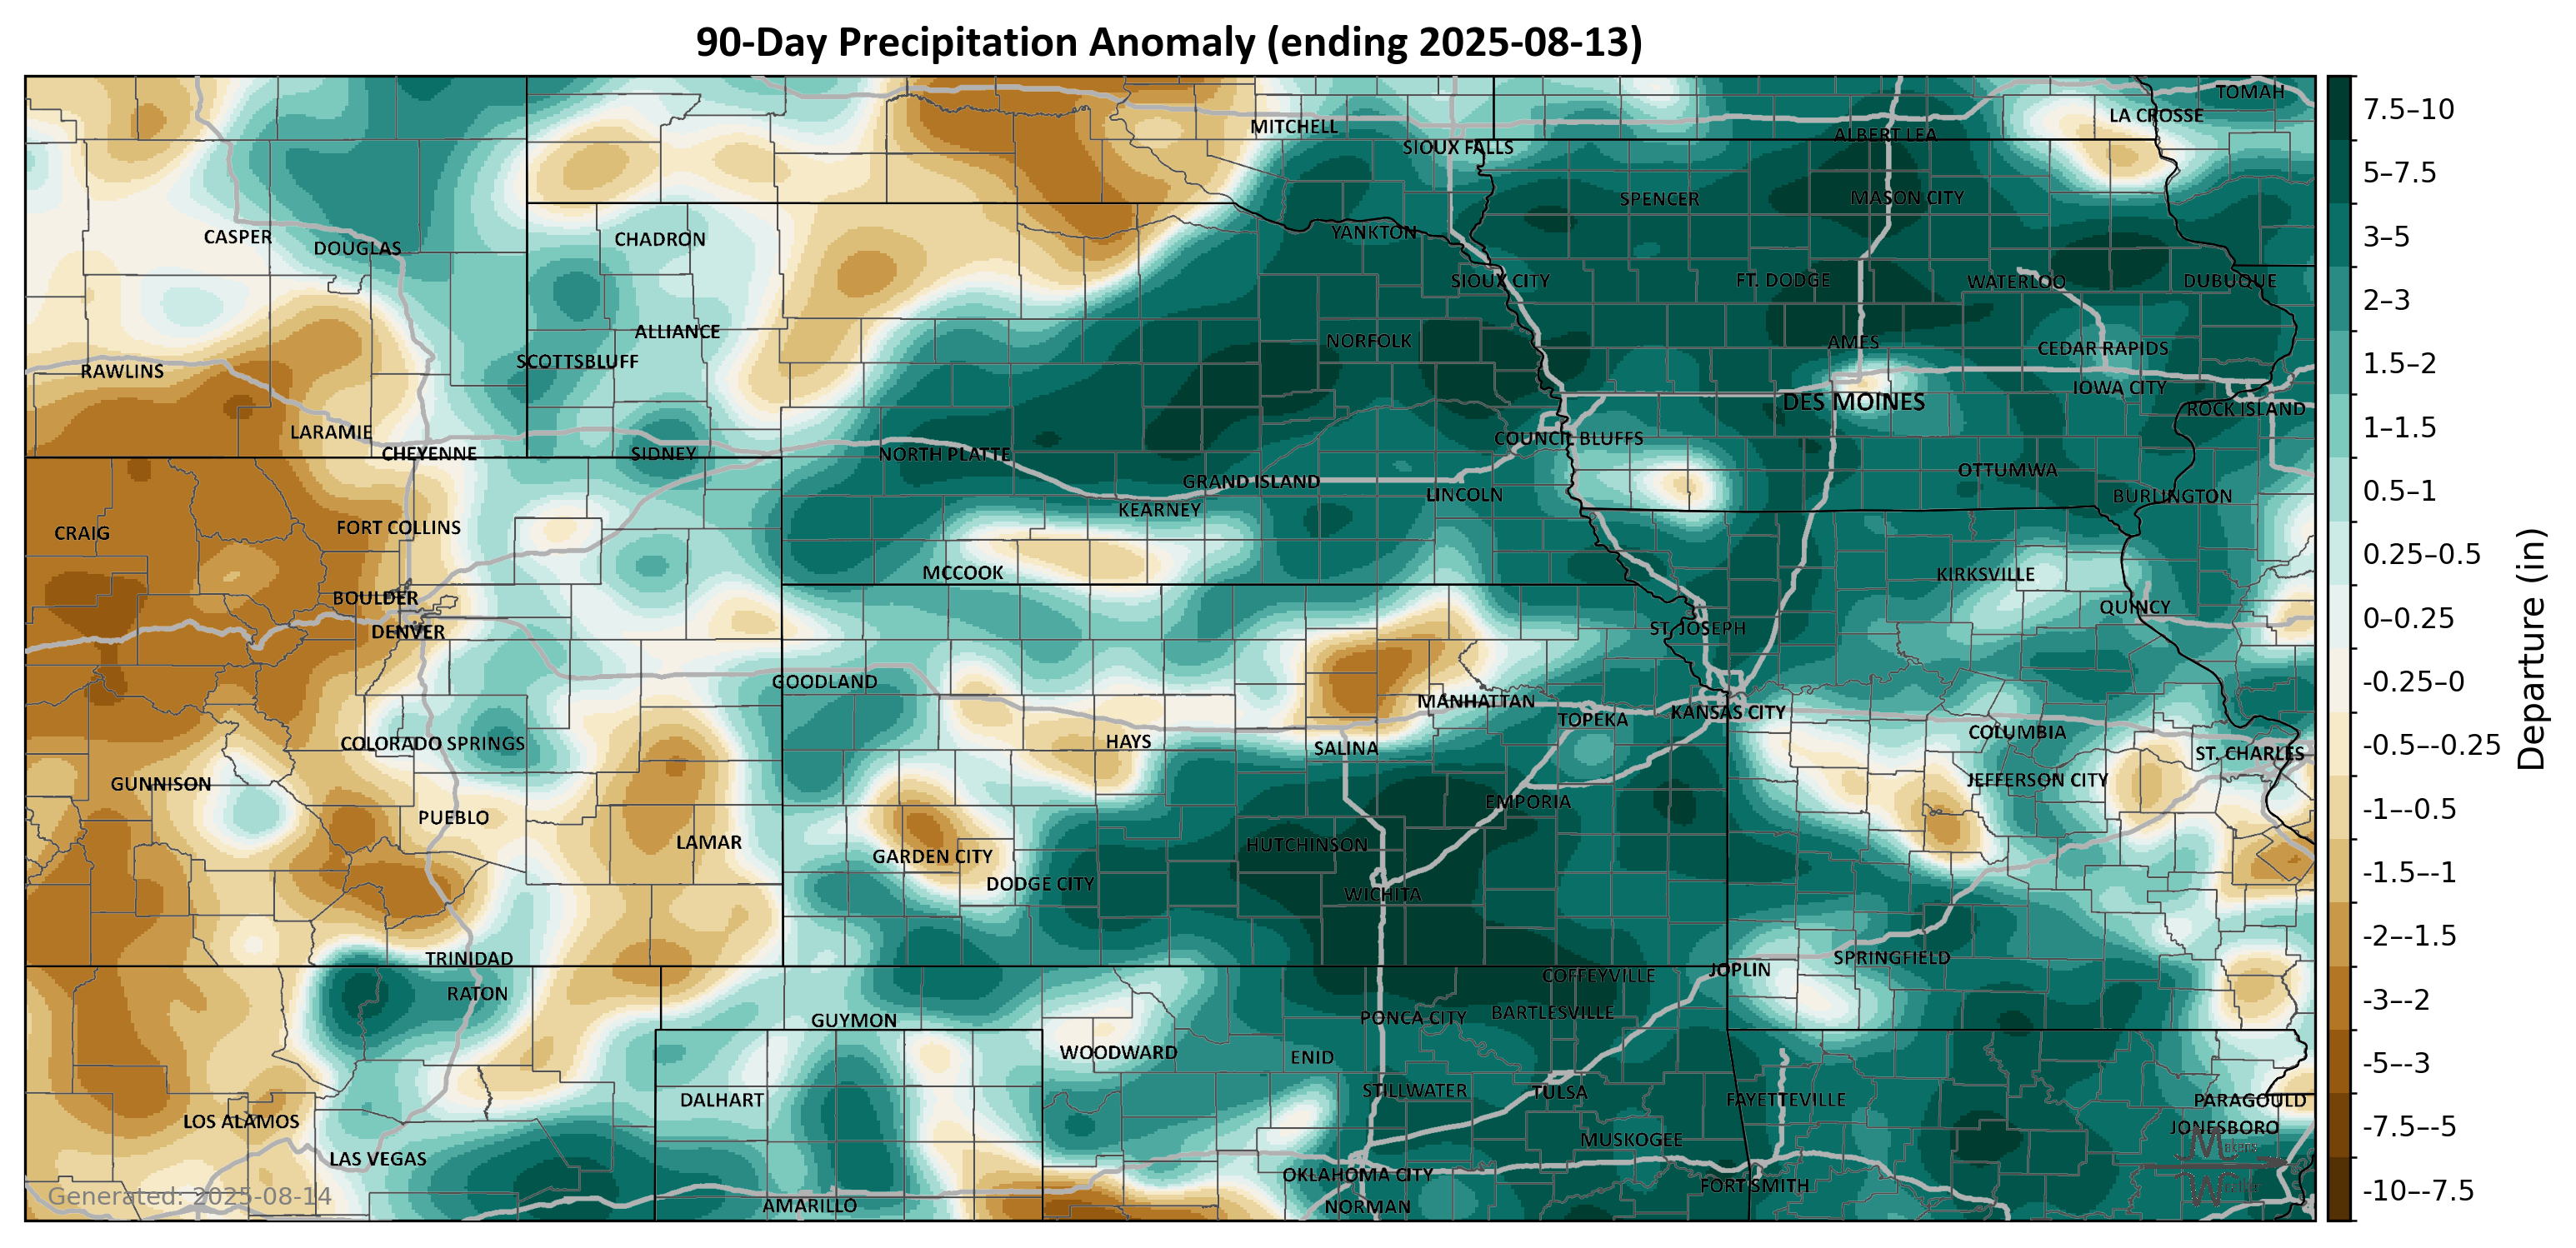 90-Day Precipitation Anomaly (ending 2025-08-13)
TOMAH
LA CROSSE
MITCHELL
ALBERT LEA
SIOUX FALLS
SPENCER
MASON CITY
YANKTON
CASPER
DOUGLAS
CHADRON
SIOUX CITY
FT. DODGE
WATERLOO
DUBUQUE
ALLIANCE
NORFOLK
AMES
CEDAR RAPIDS
SCOTTSBLUFF
RAWLINS
IOWA CITY
DES MOINES
ROCK ISLAND
LARAMIE
COUNCIL BLUFFS
CHEYENNE
SIDNEY
NORTH PLATTE
OTTUMWA
GRAND ISLAND
LINCOLN
BURLINGTON
KEARNEY
CRAIG
FORT COLLINS
MCCOOK
KIRKSVILLE
BOULDER
QUINCY
DENVER
ST. JOSEPH
GOODLAND
MANHATTAN
TOPEKA
KANSAS CITY
COLORADO SPRINGS
HAYS
SALINA
COLUMBIA
ST. CHARLES
GUNNISON
JEFFERSON CITY
PUEBLO
EMPORIA
LAMAR
HUTCHINSON
GARDEN CITY
DODGE CITY
WICHITA
TRINIDAD
SPRINGFIELD
JOPLIN
COFFEYVILLE
RATON
GUYMON
PONCA CITY
BARTLESVILLE
WOODWARD
ENID
STILLWATER
TULSA
DALHART
FAYETTEVILLE
PARAGOULD
LOS ALAMOS
JONESBORO
MUSKOGEE
LAS VEGAS
OKLAHOMA CITY
FORT SMITH
AMARILLO
NORMAN
Generated: 2025-08-14
7.5–10
5–7.5
3–5
2–3
1.5–2
1–1.5
0.5–1
0.25–0.5
0–0.25
-0.25–0
-0.5–-0.25
-1–-0.5
-1.5–-1
-2–-1.5
-3–-2
-5–-3
-7.5–-5
-10–-7.5
Departure (in)